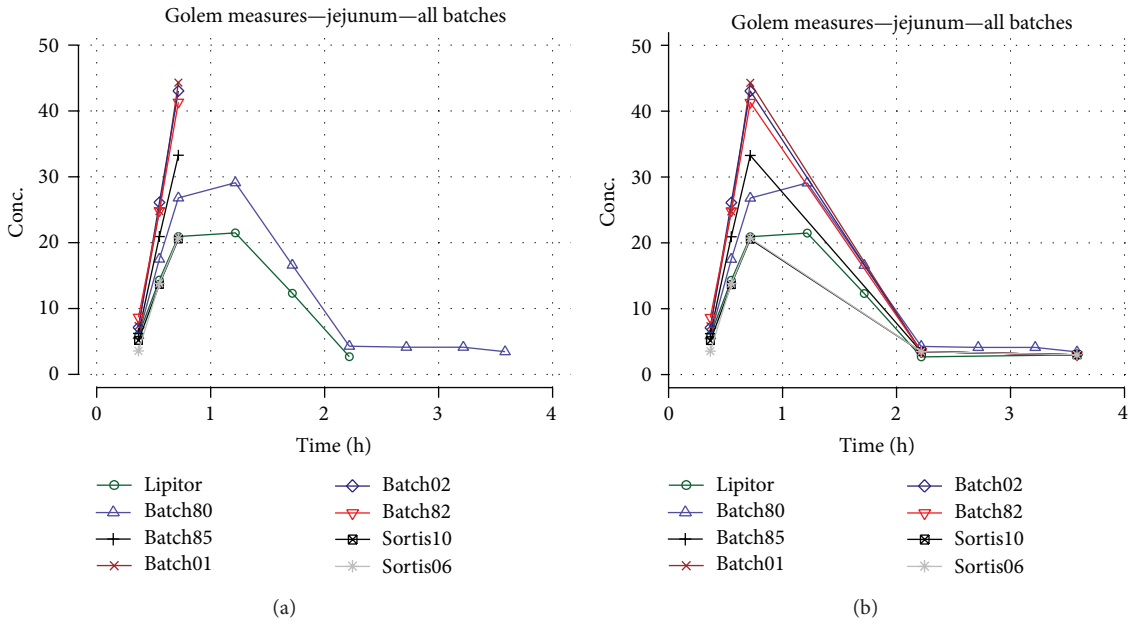 Golem measures—jejunum—all batches
50
40
30
20
10
0
Conc.
0 1 2 3 4
Time (h)
Lipitor
Batch80
Batch85
Batch01
Batch02
Batch82
Sortis10
Sortis06
(a)
Golem measures—jejunum—all batches
50
40
30
20
10
0
Conc.
0 1 2 3 4
Time (h)
Lipitor
Batch80
Batch85
Batch01
Batch02
Batch82
Sortis10
Sortis06
(b)